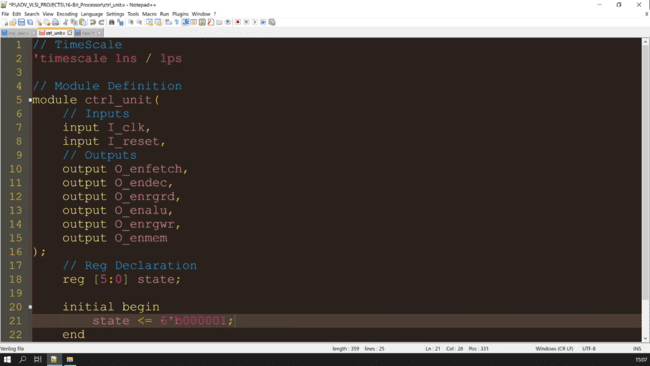 *R:\ADV_VLSI_PROJECTS\16-Bit_Processor\ctrl_unit.v - Notepad++
File Edit Search View Encoding Language Settings Tools Macro Run Plugins Window ?
ctrl_unit.v
1 // TimeScale
2 'timescale 1ns / 1ps
3
4 // Module Definition
5 module ctrl_unit(
6 // Inputs
7 input I_clk,
8 input I_reset,
9 // Outputs
10 output O_enfetch,
11 output O_endec,
12 output O_enrgrd,
13 output O_enalu,
14 output O_enrgwr,
15 output O_enmem
16 );
17 // Reg Declaration
18 reg [5:0] state;
19
20 initial begin
21 state <= 6'b000001;
22 end
Verilog file length : 359 lines : 25 Ln : 21 Col : 26 Pos : 331 Windows (CR LF) UTF-8 INS
15:07